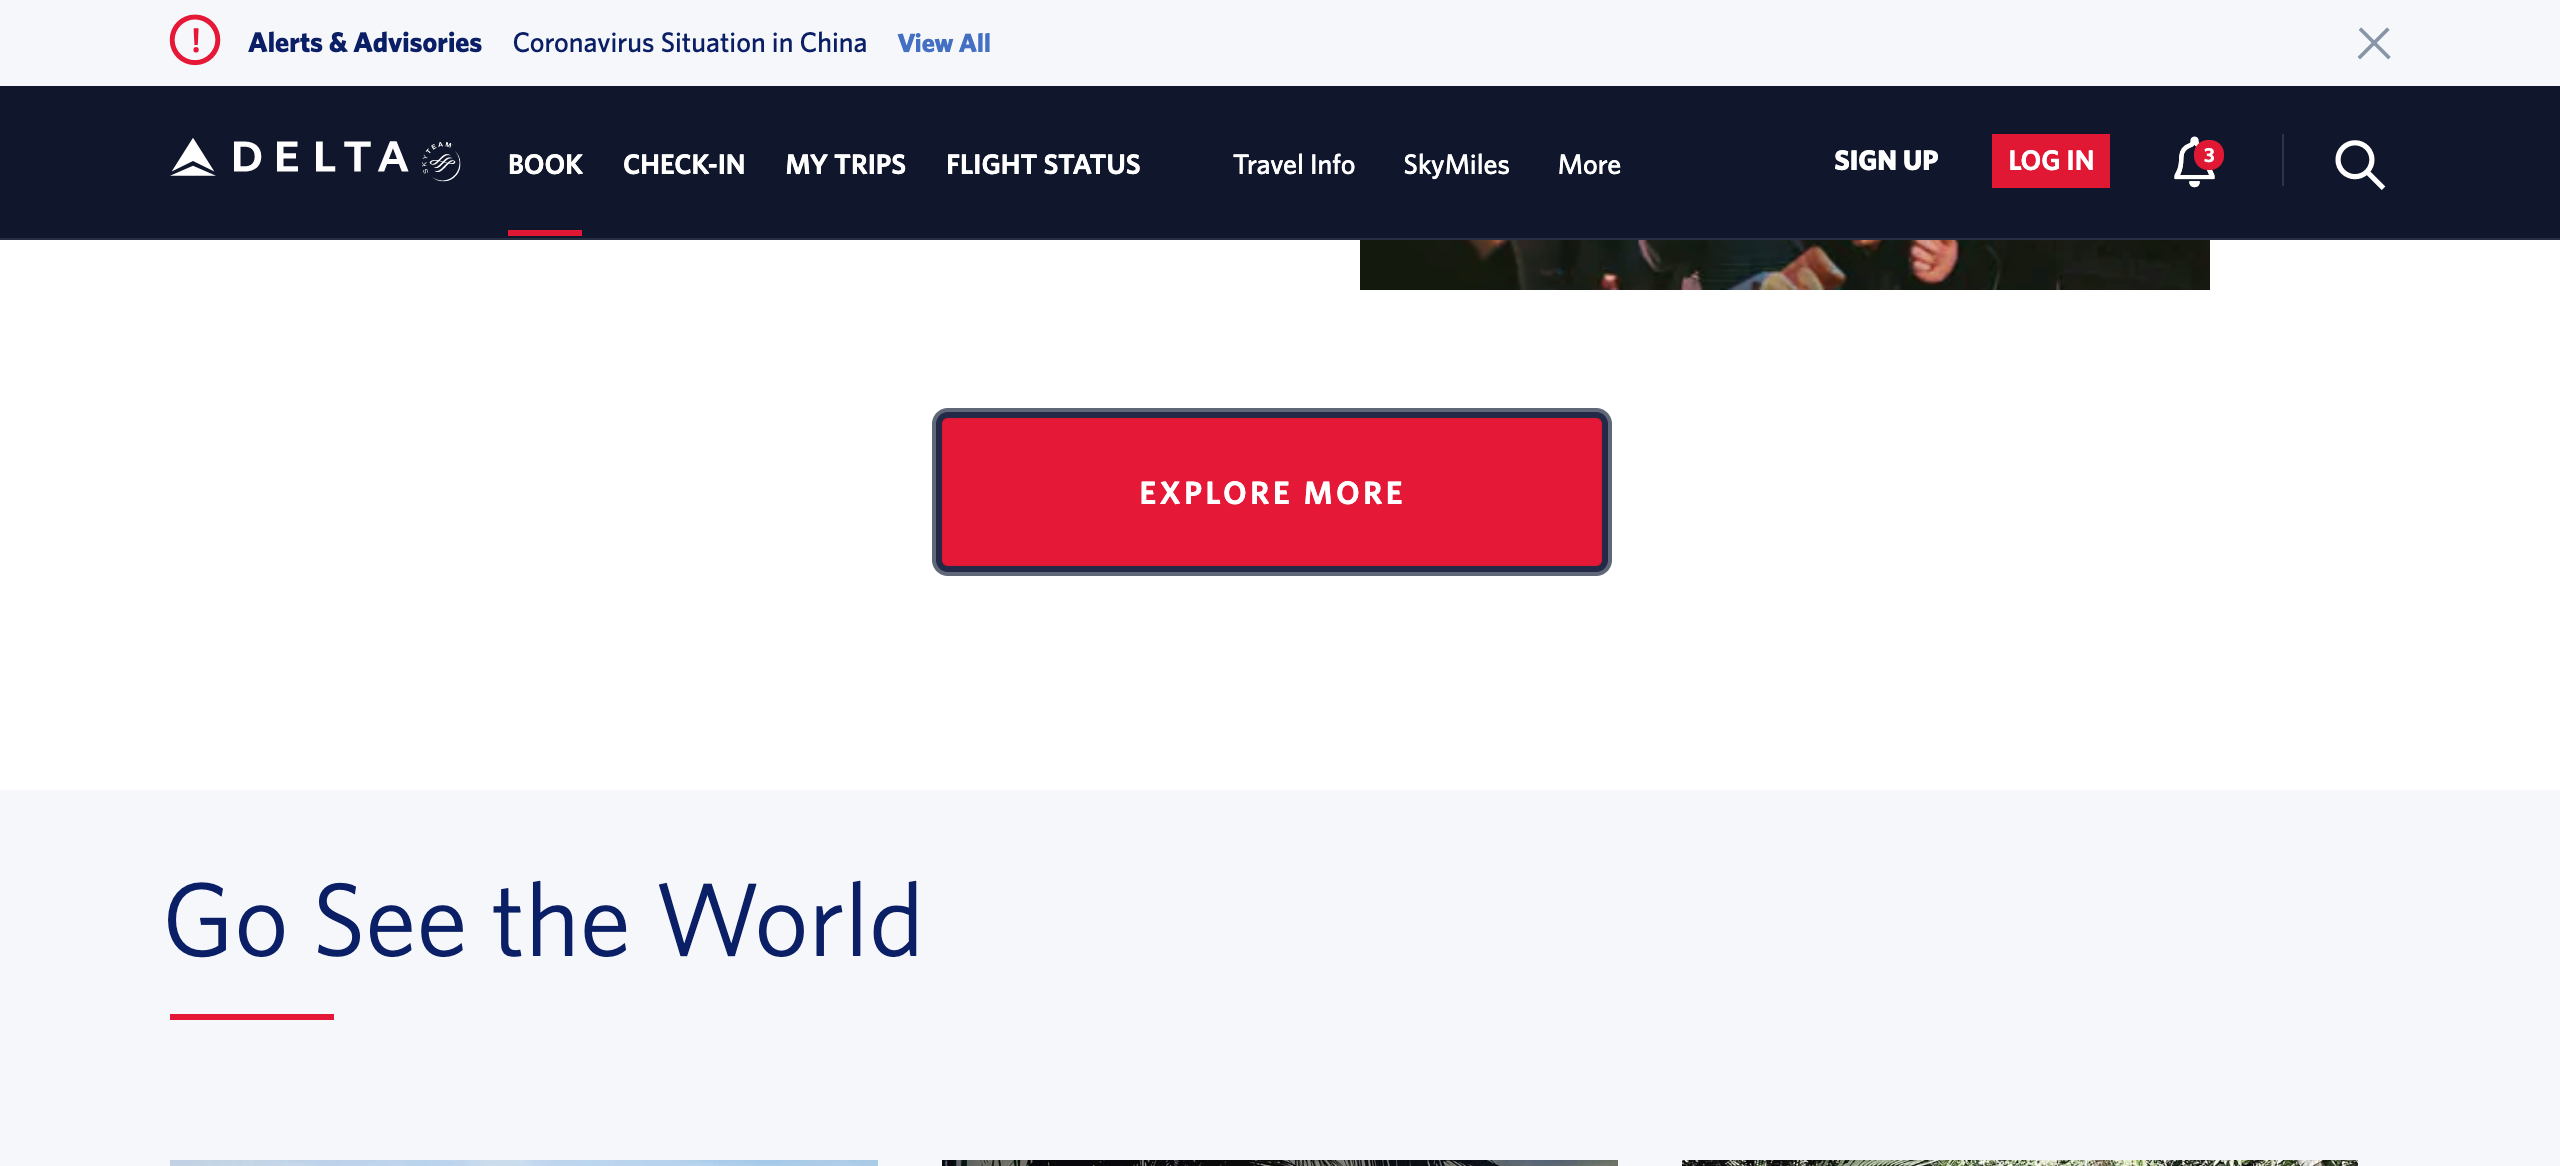 Alerts & Advisories Coronavirus Situation in China View All
DELTA SKYTEAM BOOK CHECK-IN MY TRIPS FLIGHT STATUS Travel Info SkyMiles More SIGN UP LOG IN 3
EXPLORE MORE
Go See the World